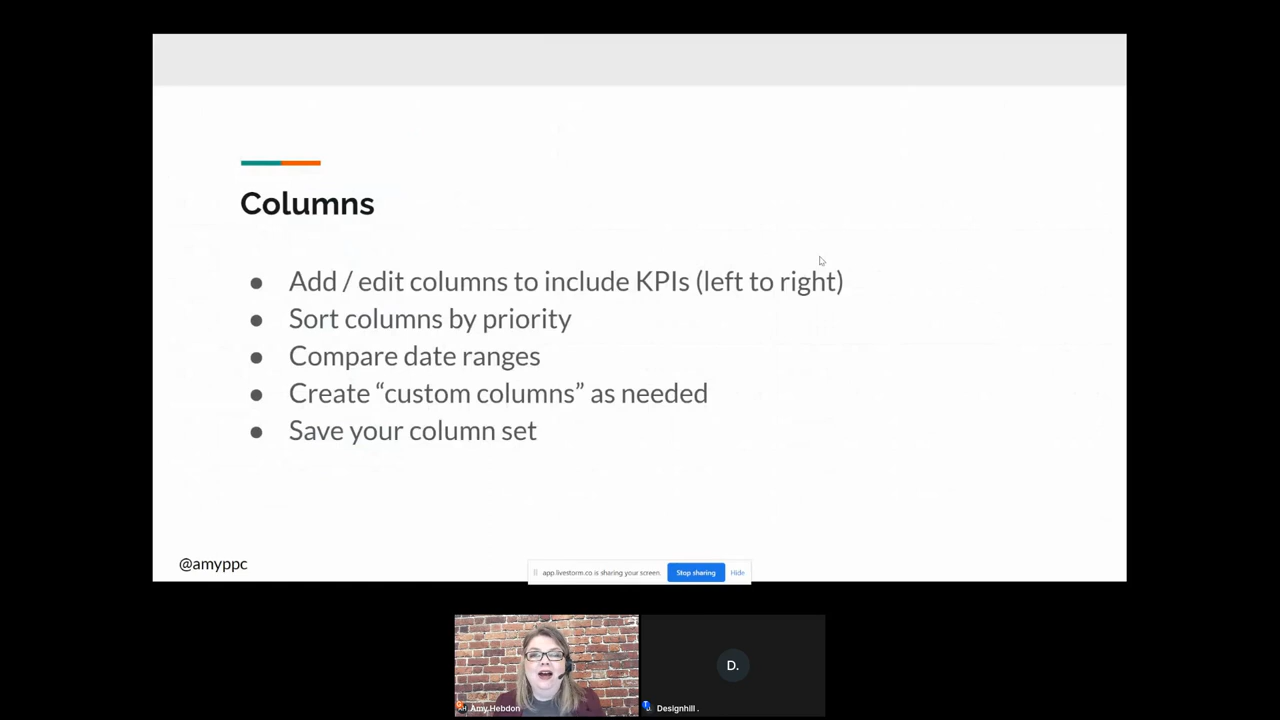 Columns
● Add / edit columns to include KPIs (left to right)
● Sort columns by priority
● Compare date ranges
● Create “custom columns” as needed
● Save your column set
@amyppc
app.livestorm.co is sharing your screen.
Stop sharing
Hide
D.
Amy Hebdon
Designhill .